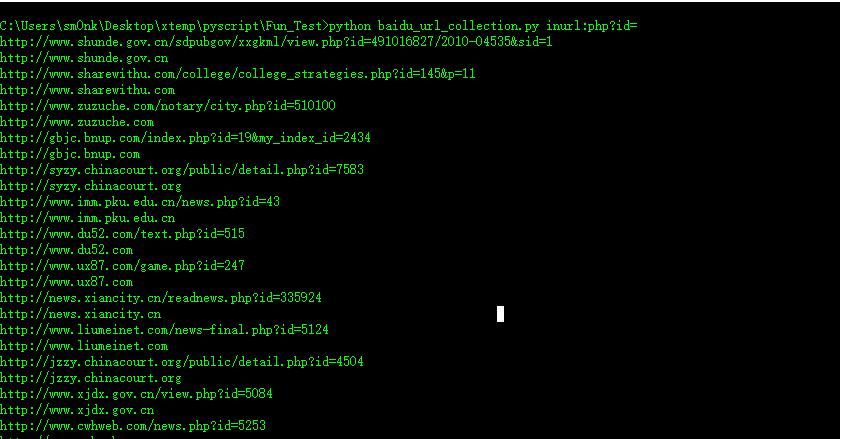 C:\Users\sm0nk\Desktop\xtemp\pyscript\Fun_Test>python baidu_url_collection.py inurl:php?id=
http://www.shunde.gov.cn/sdpubgov/xxgkml/view.php?id=491016827/2010-04535&sid=1
http://www.shunde.gov.cn
http://www.sharewithu.com/college/college_strategies.php?id=145&p=11
http://www.sharewithu.com
http://www.zuzuche.com/notary/city.php?id=510100
http://www.zuzuche.com
http://gbjc.bnup.com/index.php?id=19&my_index_id=2434
http://gbjc.bnup.com
http://syzy.chinacourt.org/public/detail.php?id=7583
http://syzy.chinacourt.org
http://www.imm.pku.edu.cn/news.php?id=43
http://www.imm.pku.edu.cn
http://www.du52.com/text.php?id=515
http://www.du52.com
http://www.ux87.com/game.php?id=247
http://www.ux87.com
http://news.xiancity.cn/readnews.php?id=335924
http://news.xiancity.cn
http://www.liumeinet.com/news-final.php?id=5124
http://www.liumeinet.com
http://jzzy.chinacourt.org/public/detail.php?id=4504
http://jzzy.chinacourt.org
http://www.xjdx.gov.cn/view.php?id=5084
http://www.xjdx.gov.cn
http://www.cwhweb.com/news.php?id=5253